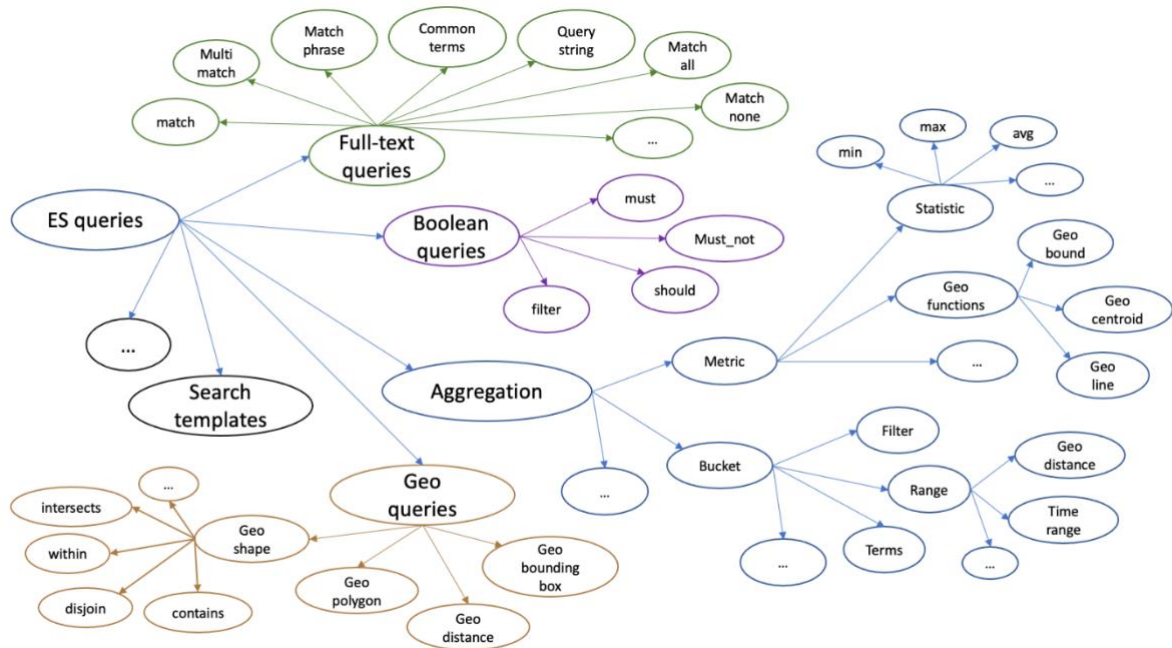 Match
phrase
Common
terms
Query
string
Match
all
Multi
match
Match
none
match
...
Full-text
queries
max
avg
min
...
Statistic
ES queries
Boolean
queries
must
Must_not
should
filter
Geo
bound
Geo
functions
Geo
centroid
Geo
line
...
Metric
...
Search
templates
Aggregation
Filter
Bucket
Range
Geo
distance
Time
range
...
Terms
...
...
Geo
queries
...
intersects
Geo
shape
within
disjoin
contains
Geo
polygon
Geo
bounding
box
Geo
distance